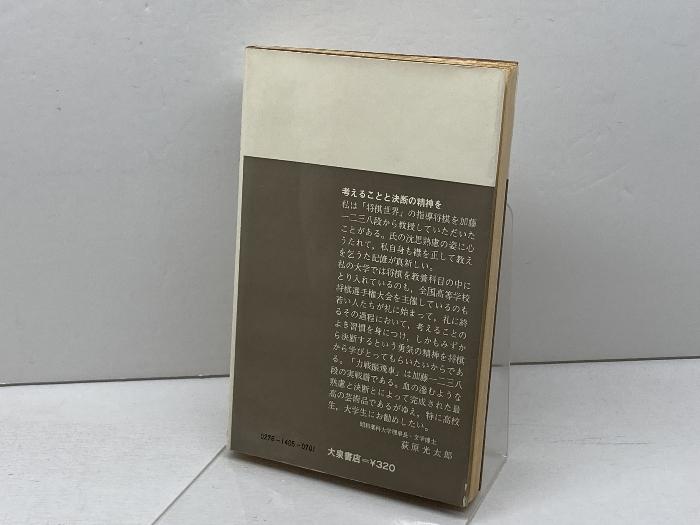 考えることと決断の精神を
私は「将棋世界」の指導将棋を加藤
一二三八段から教授していただいた
ことがある。氏の沈思熟慮の姿に心
うたれて，私自身も襟を正して教え
を乞うた記憶が真新しい。
私の大学では将棋を教養科目の中に
とり入れているのも，全国高等学校
将棋選手権大会を主催しているのも
若い人たちが礼に始まって，礼に終
るその過程において，考えることの
よき習慣を身につけ，しかもみずか
ら決断するという勇気の精神を将棋
から学びとってもらいたいからであ
る。「力戦振飛車」は加藤一二三八
段の実戦譜である。血の滲むような
熟慮と決断とによって完成された最
高の芸術品であるがゆえ，特に高校
生，大学生にお勧めしたい。
昭和薬科大学理事長・文学博士
荻原光太郎
0276-1405-0701
大泉書店＝¥320